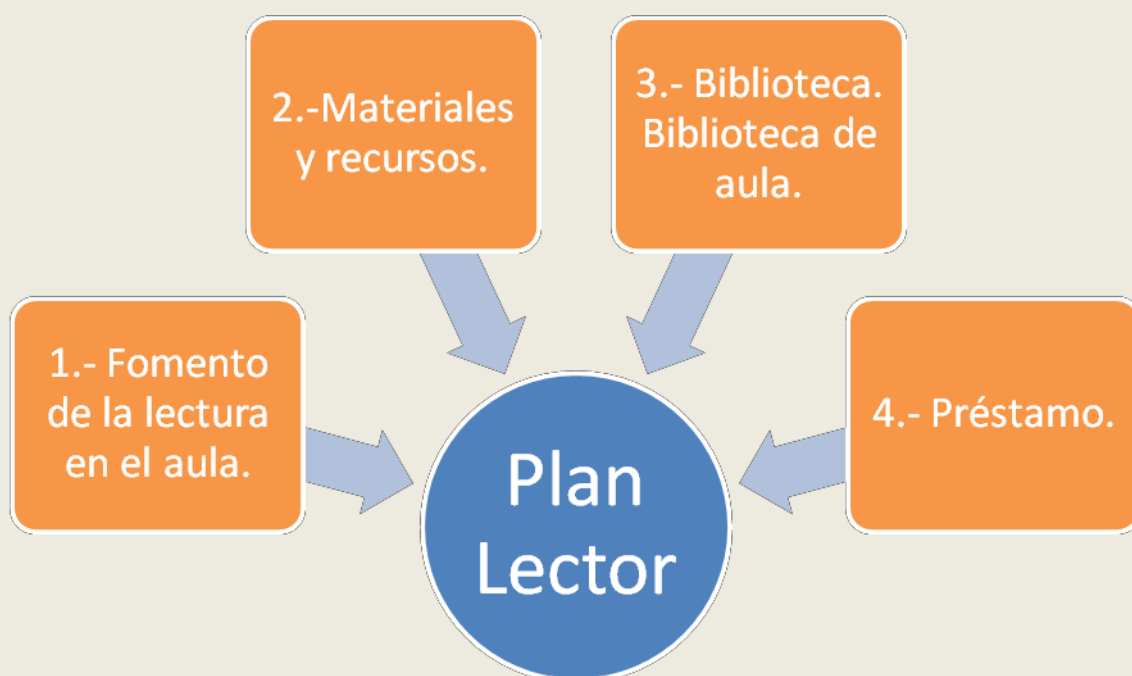 1.- Fomento
de la lectura
en el aula.
2.-Materiales
y recursos.
3.- Biblioteca.
Biblioteca de
aula.
4.- Préstamo.
Plan
Lector